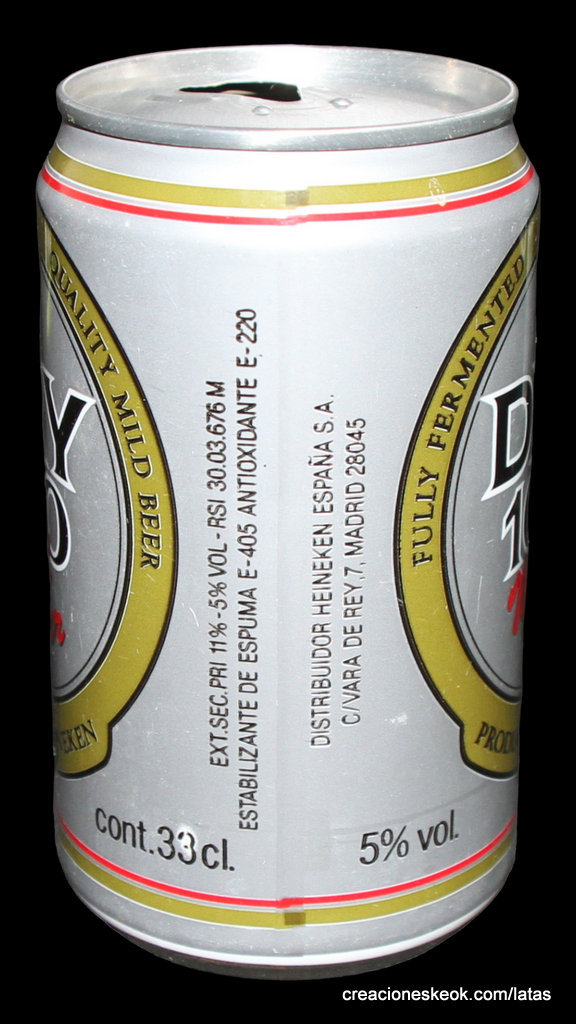 QUALITY MILD BEER
EXT.SEC.PRI 11% - 5% VOL - RSI 30.03.676 M
ESTABILIZANTE DE ESPUMA E-405 ANTIOXIDANTE E-220
DISTRIBUIDOR HEINEKEN ESPAÑA S.A.
C/VARA DE REY,7, MADRID 28045
FULLY FERMENTED
cont.33cl.
5% vol.
creacioneskeok.com/latas